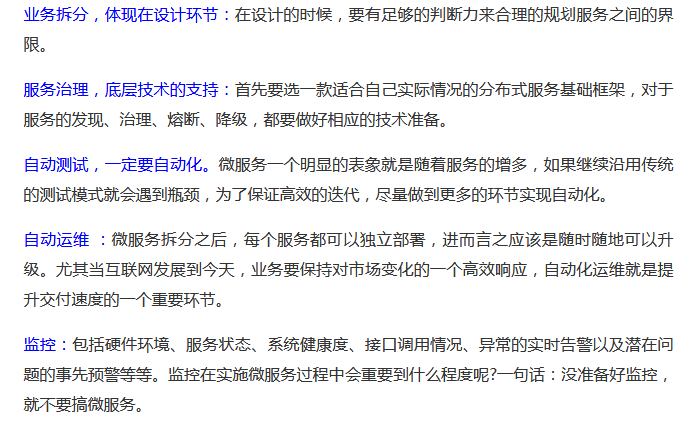 业务拆分，体现在设计环节：在设计的时候，要有足够的判断力来合理的规划服务之间的界
限。
服务治理，底层技术的支持：首先要选一款适合自己实际情况的分布式服务基础框架，对于
服务的发现、治理、熔断、降级，都要做好相应的技术准备。
自动测试，一定要自动化。微服务一个明显的表象就是随着服务的增多，如果继续沿用传统
的测试模式就会遇到瓶颈，为了保证高效的迭代，尽量做到更多的环节实现自动化。
自动运维 ：微服务拆分之后，每个服务都可以独立部署，进而言之应该是随时随地可以升
级。尤其当互联网发展到今天，业务要保持对市场变化的一个高效响应，自动化运维就是提
升交付速度的一个重要环节。
监控：包括硬件环境、服务状态、系统健康度、接口调用情况、异常的实时告警以及潜在问
题的事先预警等等。监控在实施微服务过程中会重要到什么程度呢?一句话：没准备好监控，
就不要搞微服务。